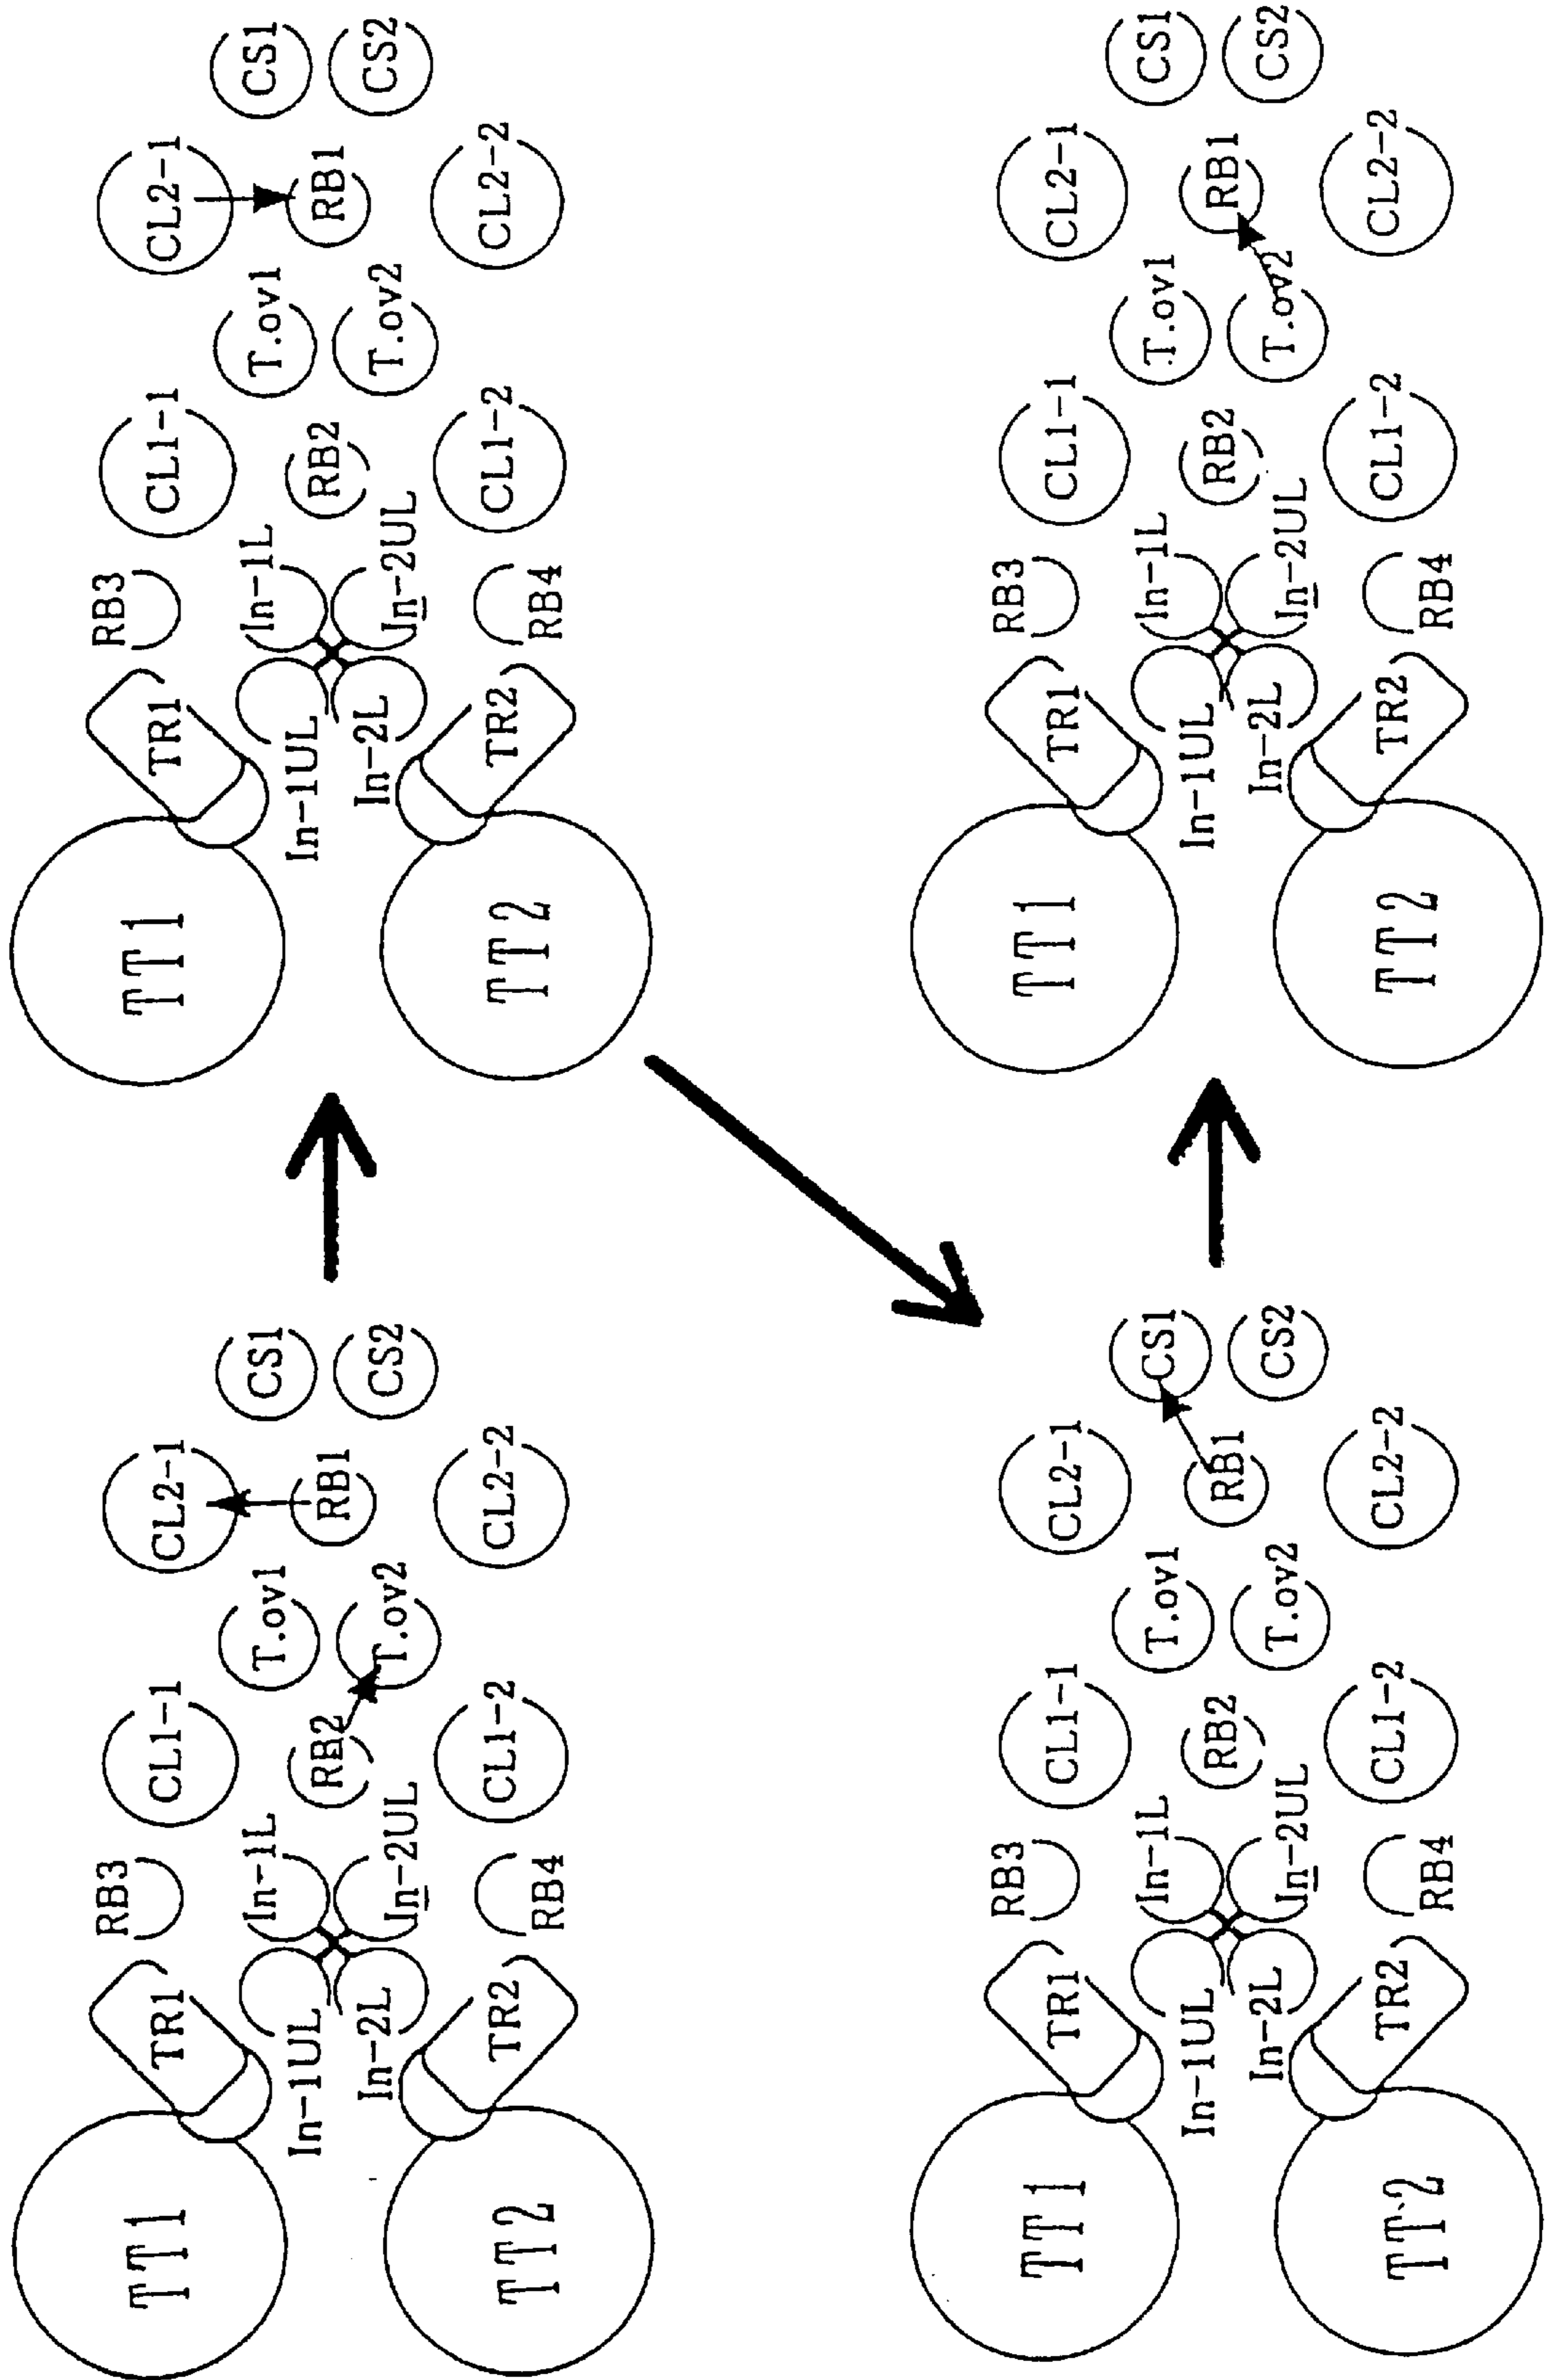 TT1
TR1
RB3
CL1-1
CL2-1
In-1UL
In-1L
T.ov1
CS1
RB2
RB1
In-2L
In-2UL
T.ov2
CS2
TT2
TR2
RB4
CL1-2
CL2-2
TT1
TR1
RB3
CL1-1
CL2-1
In-1UL
In-1L
T.ov1
CS1
RB2
RB1
In-2L
In-2UL
T.ov2
CS2
TT2
TR2
RB4
CL1-2
CL2-2
TT1
TR1
RB3
CL1-1
CL2-1
In-1UL
In-1L
T.ov1
CS1
RB2
RB1
In-2L
In-2UL
T.ov2
CS2
TT2
TR2
RB4
CL1-2
CL2-2
TT1
TR1
RB3
CL1-1
CL2-1
In-1UL
In-1L
T.ov1
CS1
RB2
RB1
In-2L
In-2UL
T.ov2
CS2
TT2
TR2
RB4
CL1-2
CL2-2